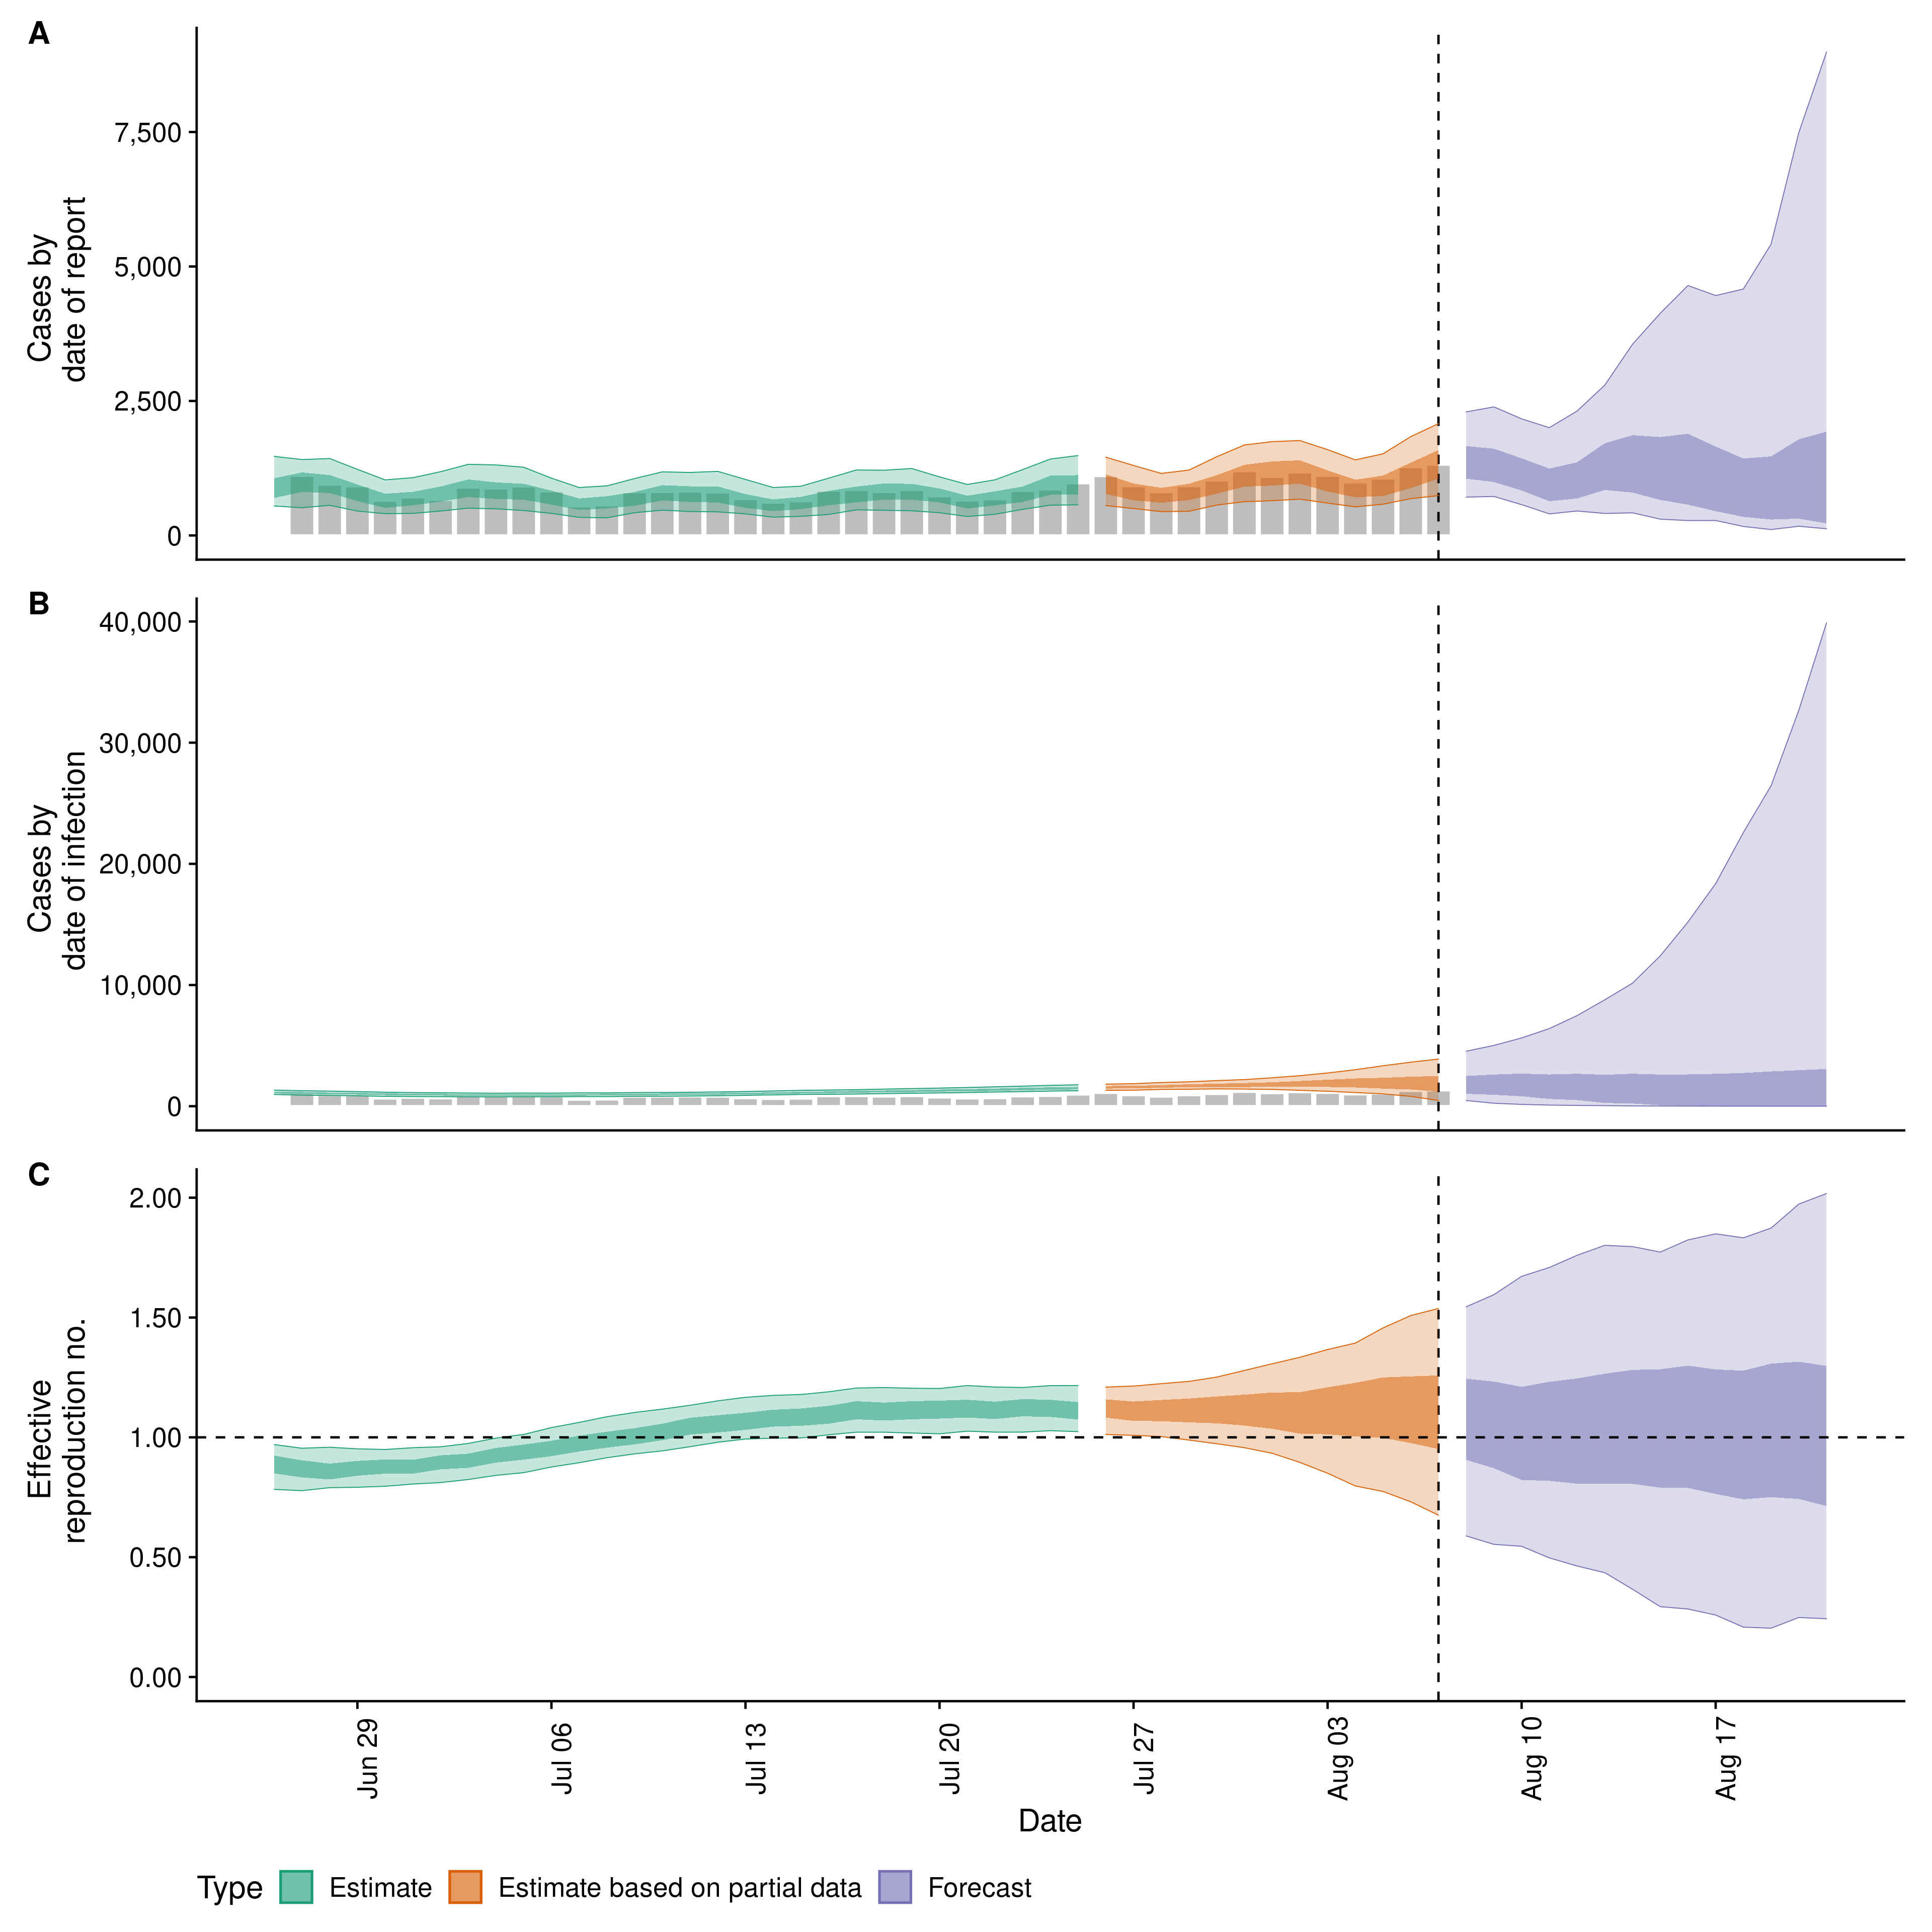 A
Cases by
date of report
7,500
5,000
2,500
0
B
Cases by
date of infection
40,000
30,000
20,000
10,000
0
C
Effective
reproduction no.
2.00
1.50
1.00
0.50
0.00
Jun 29
Jul 06
Jul 13
Jul 20
Jul 27
Aug 03
Aug 10
Aug 17
Date
Type Estimate Estimate based on partial data Forecast